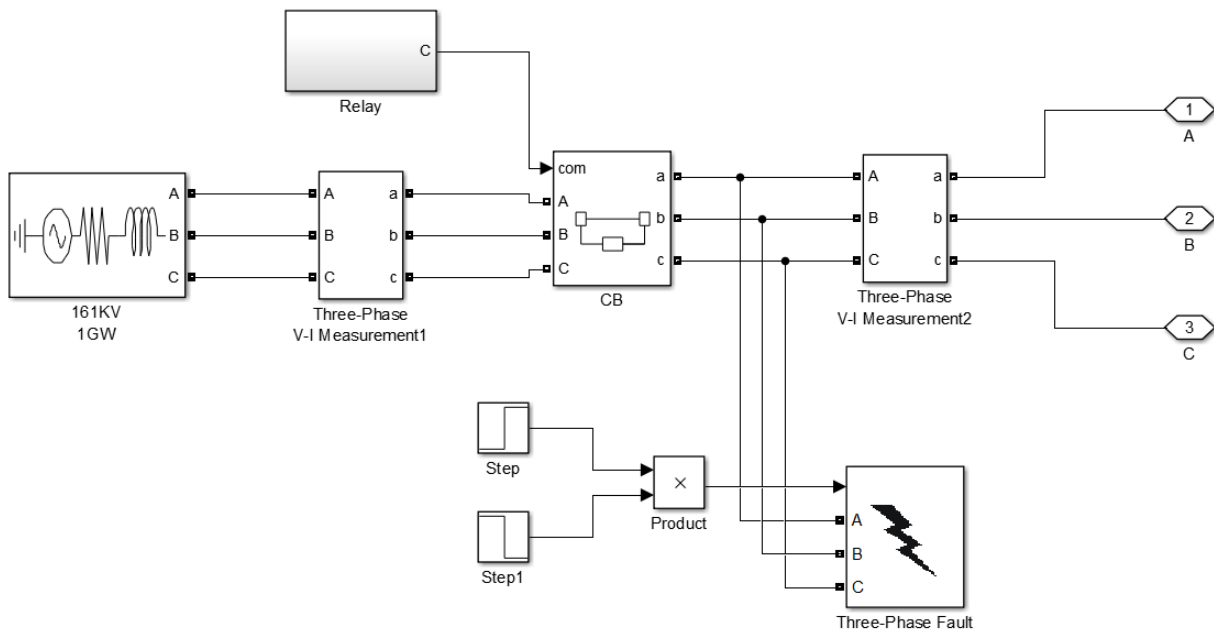 C
Relay
1
A
com
A
B
C
a
b
c
CB
A
B
C
161KV
1GW
A
B
C
a
b
c
Three-Phase
V-I Measurement1
A
B
C
a
b
c
Three-Phase
V-I Measurement2
2
B
3
C
Step
Step1
×
Product
A
B
C
Three-Phase Fault